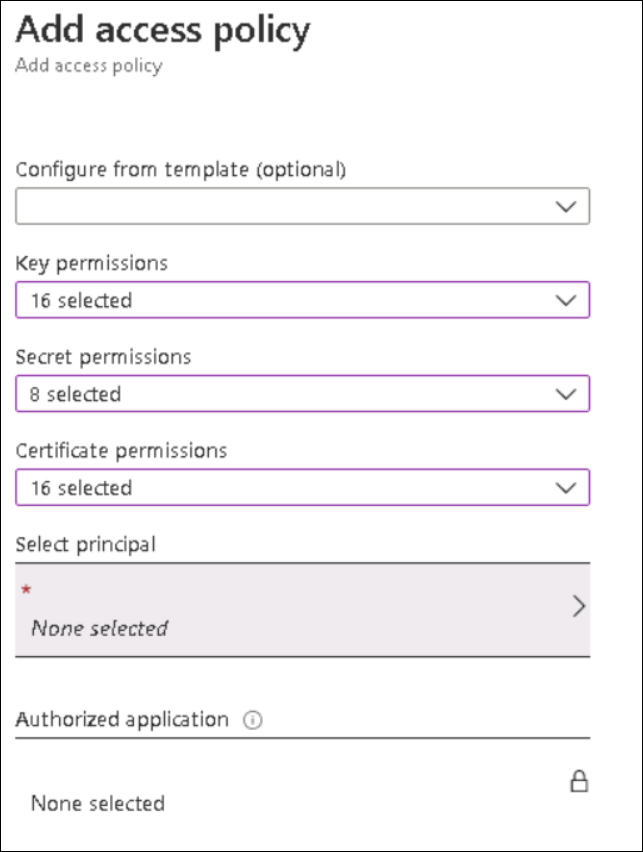 Add access policy
Add access policy
Configure from template (optional)
Key permissions
16 selected
Secret permissions
8 selected
Certificate permissions
16 selected
Select principal
*
None selected
Authorized application
None selected